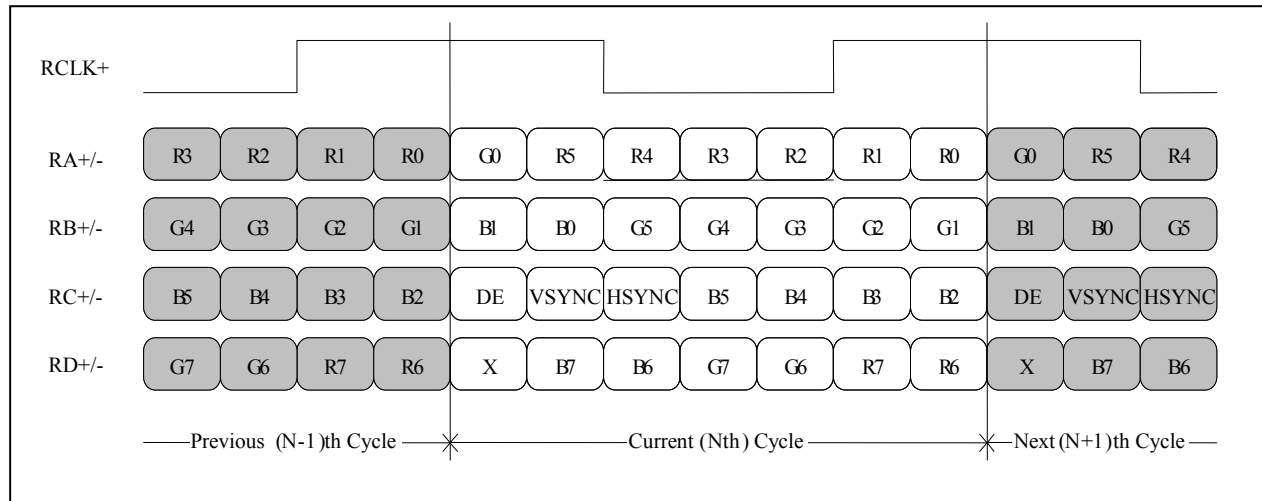 RCLK+
RA+/- R3 R2 R1 R0 G0 R5 R4 R3 R2 R1 R0 G0 R5 R4
RB+/- G4 G3 G2 G1 B1 B0 G5 G4 G3 G2 G1 B1 B0 G5
RC+/- B5 B4 B3 B2 DE VSYNC HSYNC B5 B4 B3 B2 DE VSYNC HSYNC
RD+/- G7 G6 R7 R6 X B7 B6 G7 G6 R7 R6 X B7 B6
Previous (N-1)th Cycle Current (Nth) Cycle Next (N+1)th Cycle